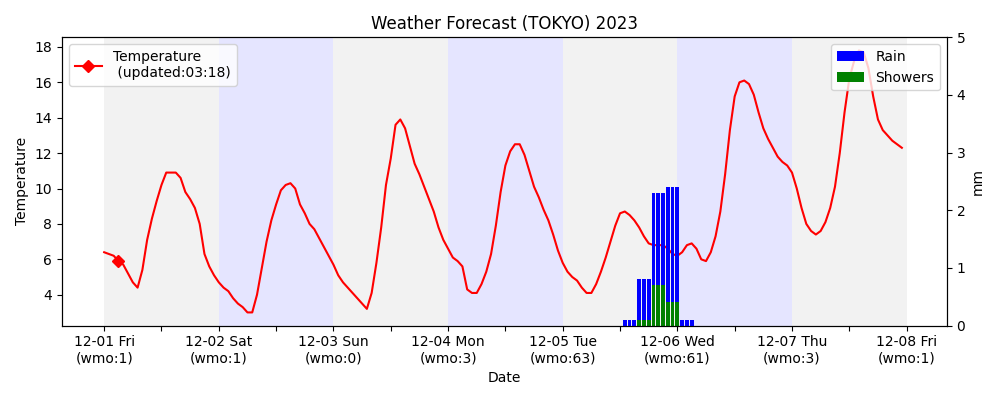 Weather Forecast (TOKYO) 2023
Temperature
(updated:03:18)
Rain
Showers
18
16
14
12
10
8
6
4
Temperature
5
4
3
2
1
0
mm
12-01 Fri
(wmo:1)
12-02 Sat
(wmo:1)
12-03 Sun
(wmo:0)
12-04 Mon
(wmo:3)
12-05 Tue
(wmo:63)
12-06 Wed
(wmo:61)
12-07 Thu
(wmo:3)
12-08 Fri
(wmo:1)
Date